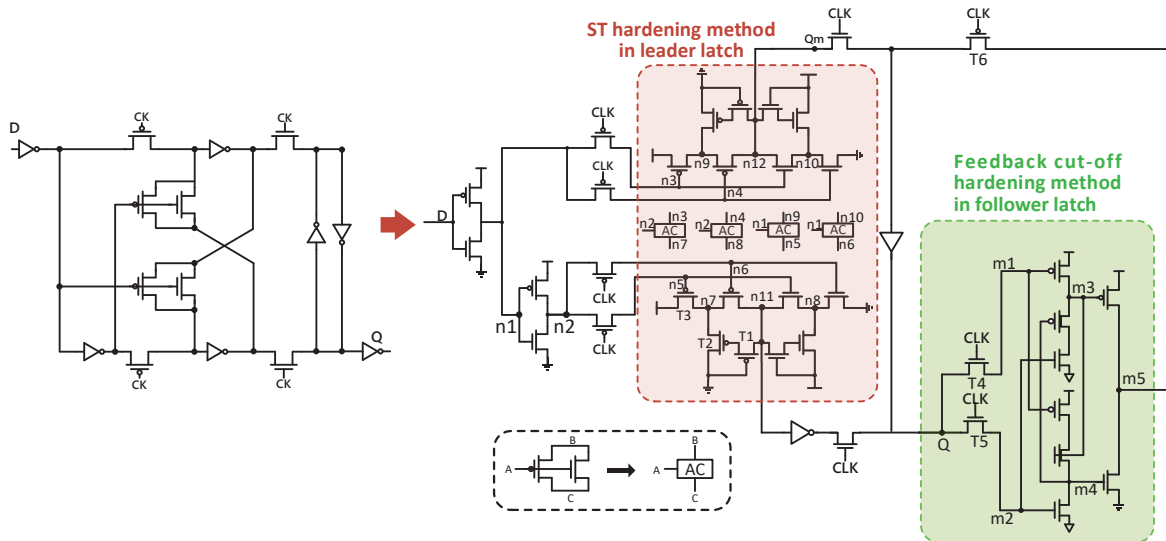 ST hardening method
in leader latch
CLK
CLK
Qm
T6
D
CK
CK
CLK
CLK
n9
n12
n10
n3
n4
D
n2
n3
AC
n7
n2
n4
AC
n8
n1
n9
AC
n5
n1
n10
AC
n6
Feedback cut-off
hardening method
in follower latch
n1
n2
CLK
CLK
n6
n5
n7
n11
n8
T3
T2
T1
m1
m3
CLK
T4
CLK
T5
m5
m4
m2
Q
CK
CK
Q
CLK
A
B
C
A
B
AC
C